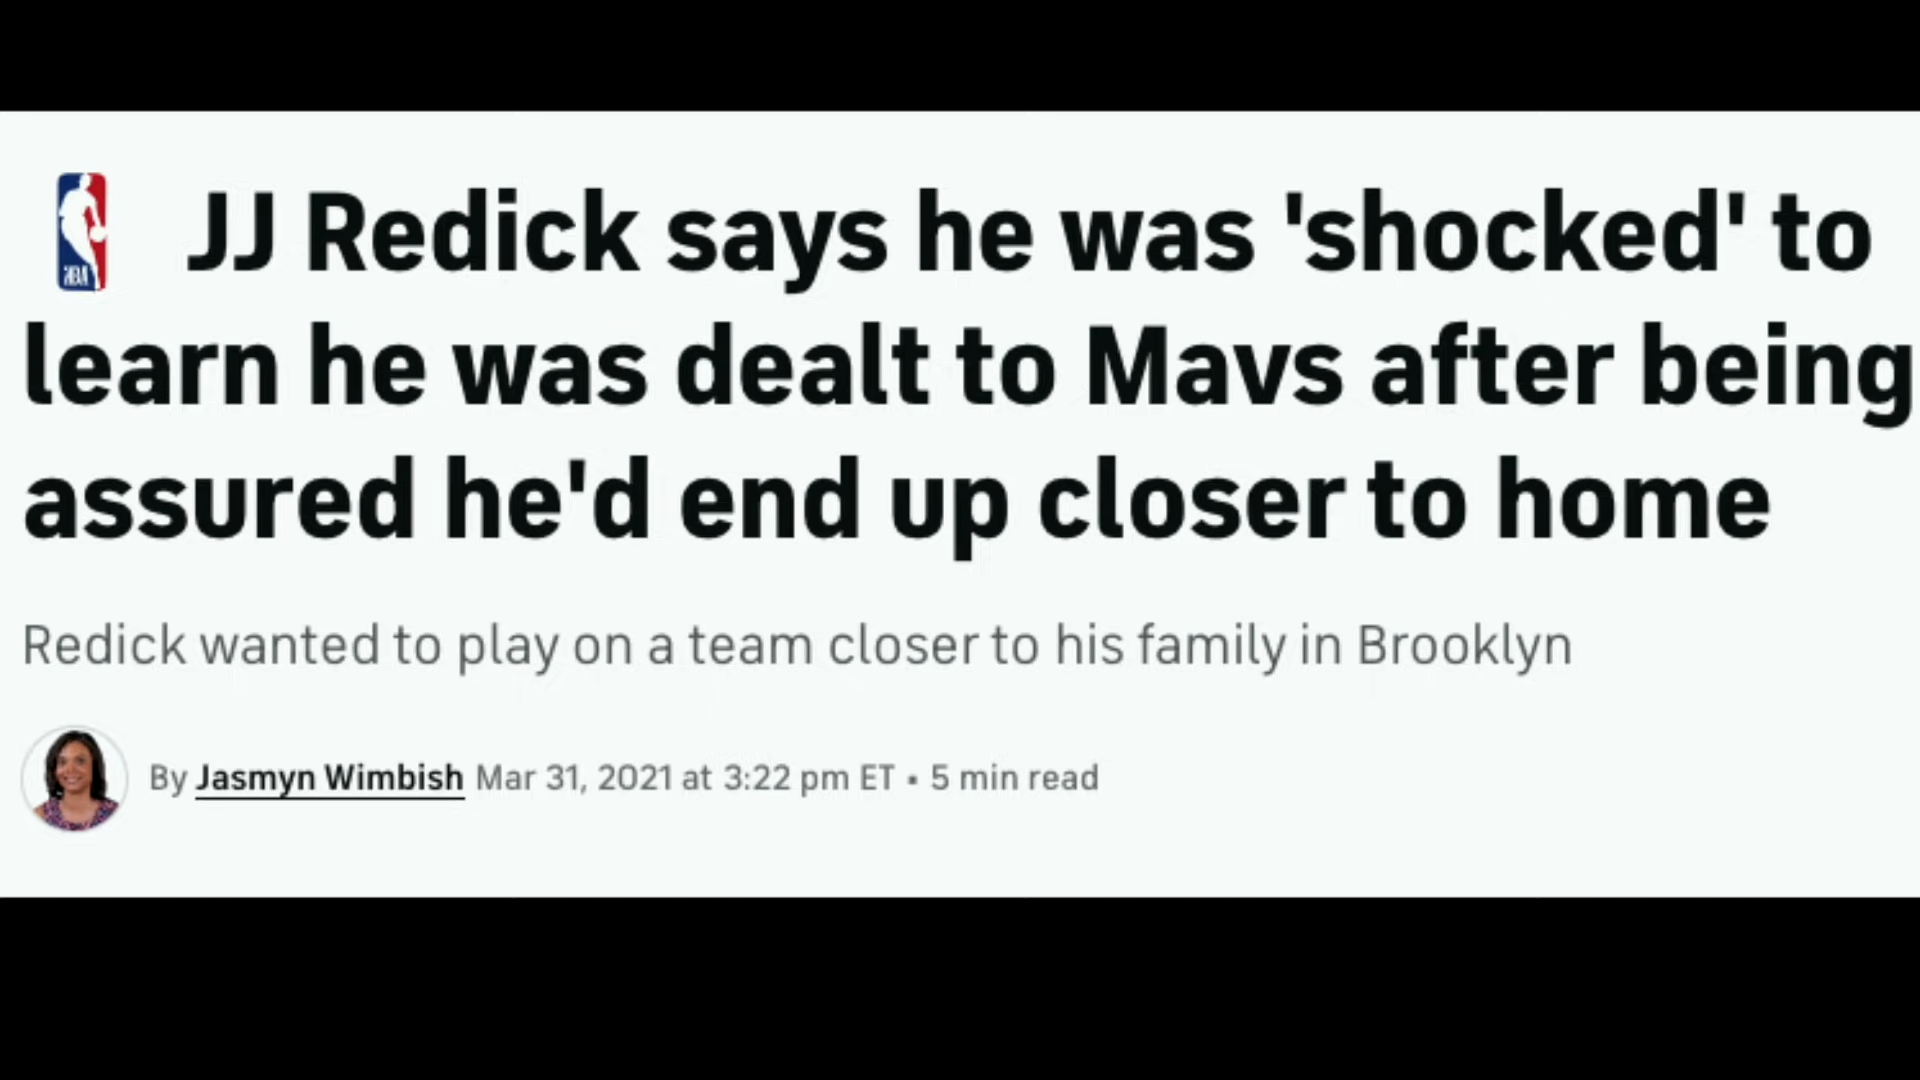 JJ Redick says he was 'shocked' to
learn he was dealt to Mavs after being
assured he'd end up closer to home
Redick wanted to play on a team closer to his family in Brooklyn
By Jasmyn Wimbish Mar 31, 2021 at 3:22 pm ET • 5 min read
NBA